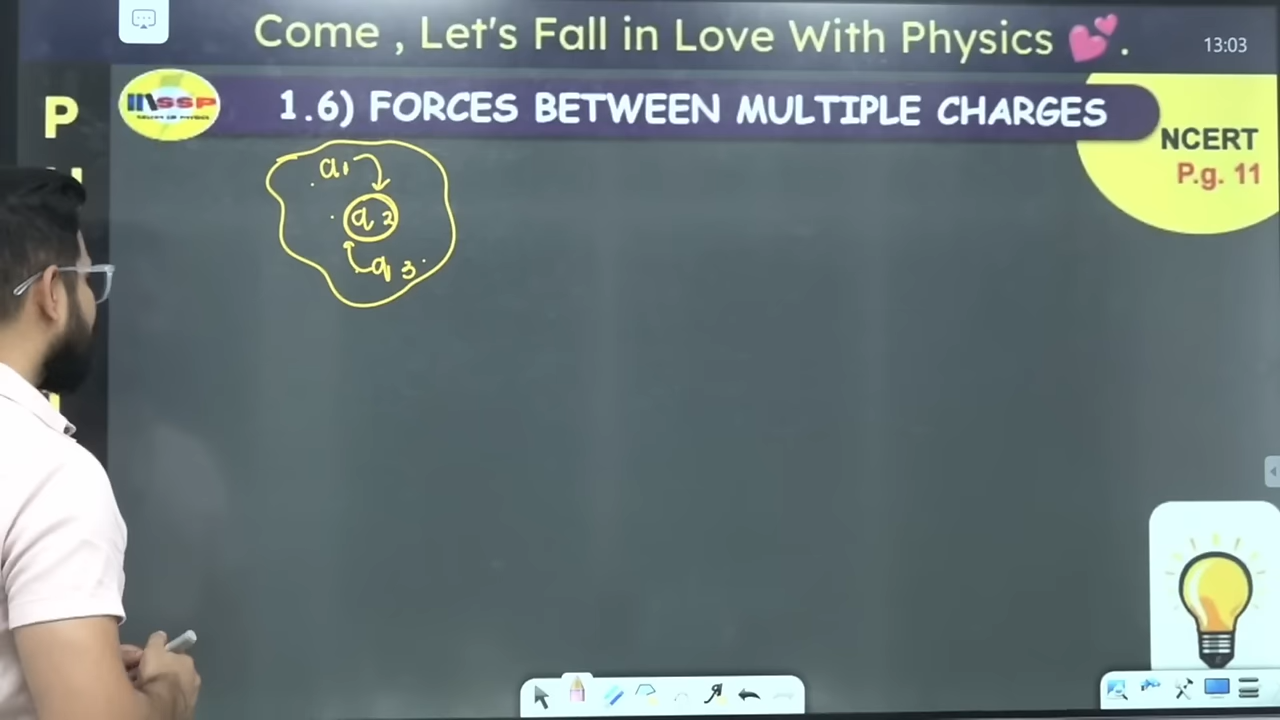 Come , Let's Fall in Love With Physics 💕 .
13:03
P
SSP
1.6) FORCES BETWEEN MULTIPLE CHARGES
NCERT
P.g. 11
q1
q2
q3